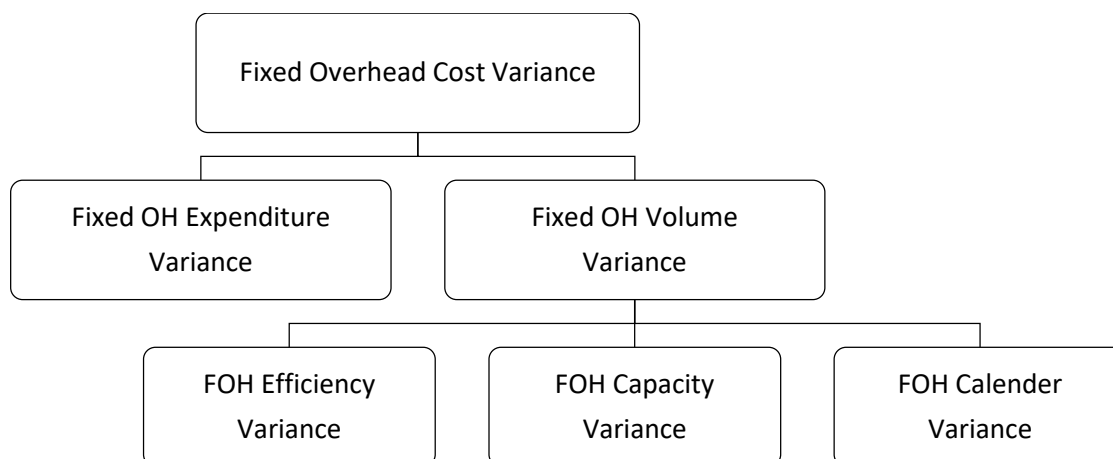 Fixed Overhead Cost Variance
Fixed OH Expenditure
Variance
Fixed OH Volume
Variance
FOH Efficiency
Variance
FOH Capacity
Variance
FOH Calender
Variance